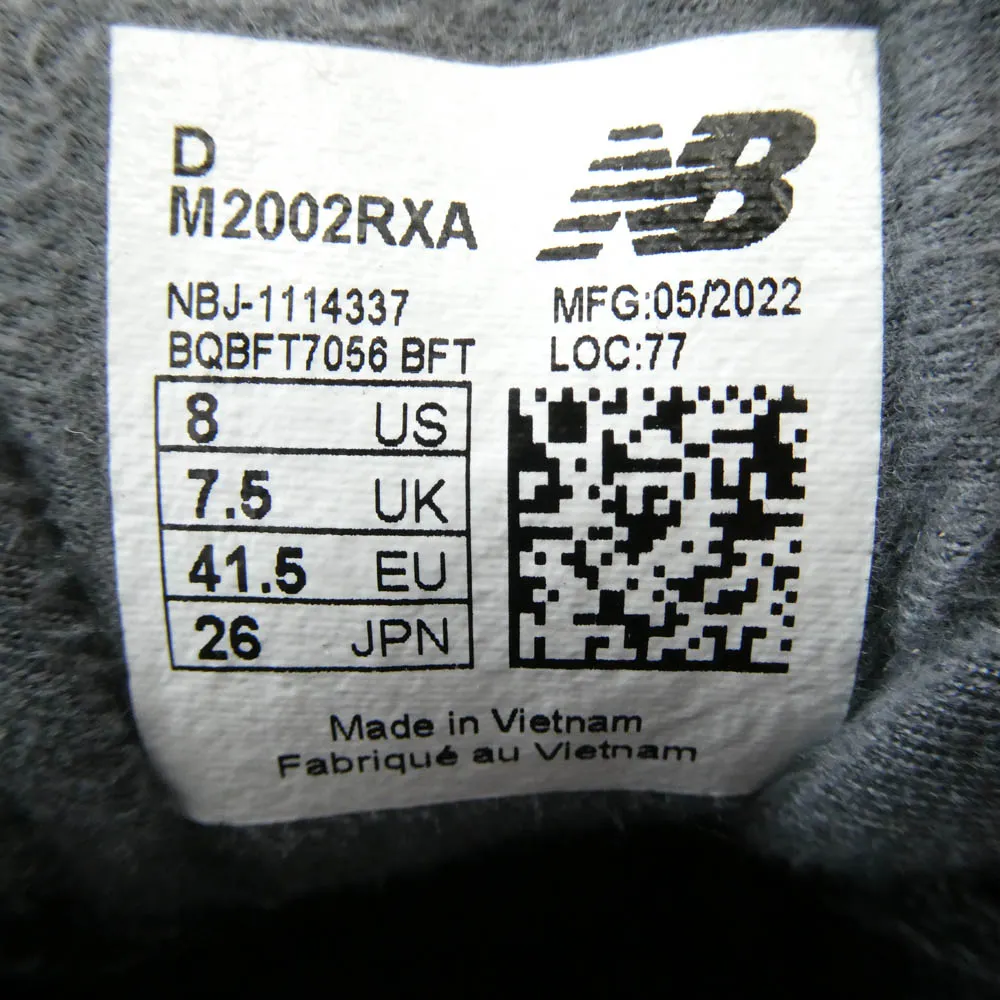 D
M2002RXA
NB
NBJ-1114337
BQBFT7056 BFT
MFG:05/2022
LOC:77
8 US
7.5 UK
41.5 EU
26 JPN
Made in Vietnam
Fabriqué au Vietnam